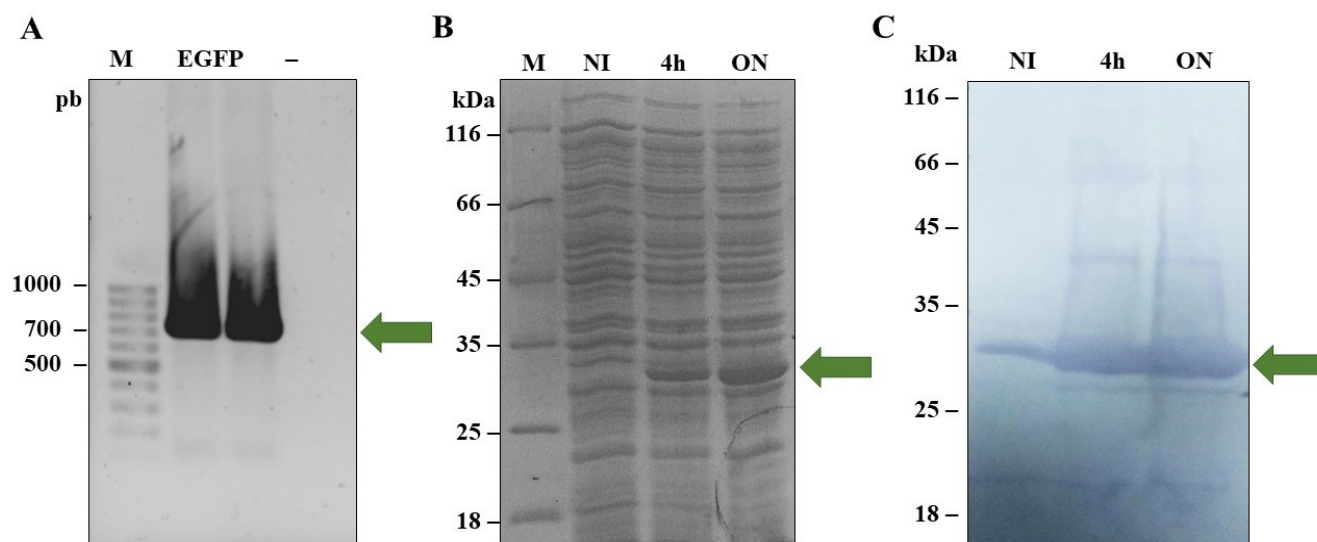 A
M EGFP –
pb
1000 –
700 –
500 –
B
M NI 4h ON
kDa
116 –
66 –
45 –
35 –
25 –
18 –
C
kDa NI 4h ON
116 –
66 –
45 –
35 –
25 –
18 –